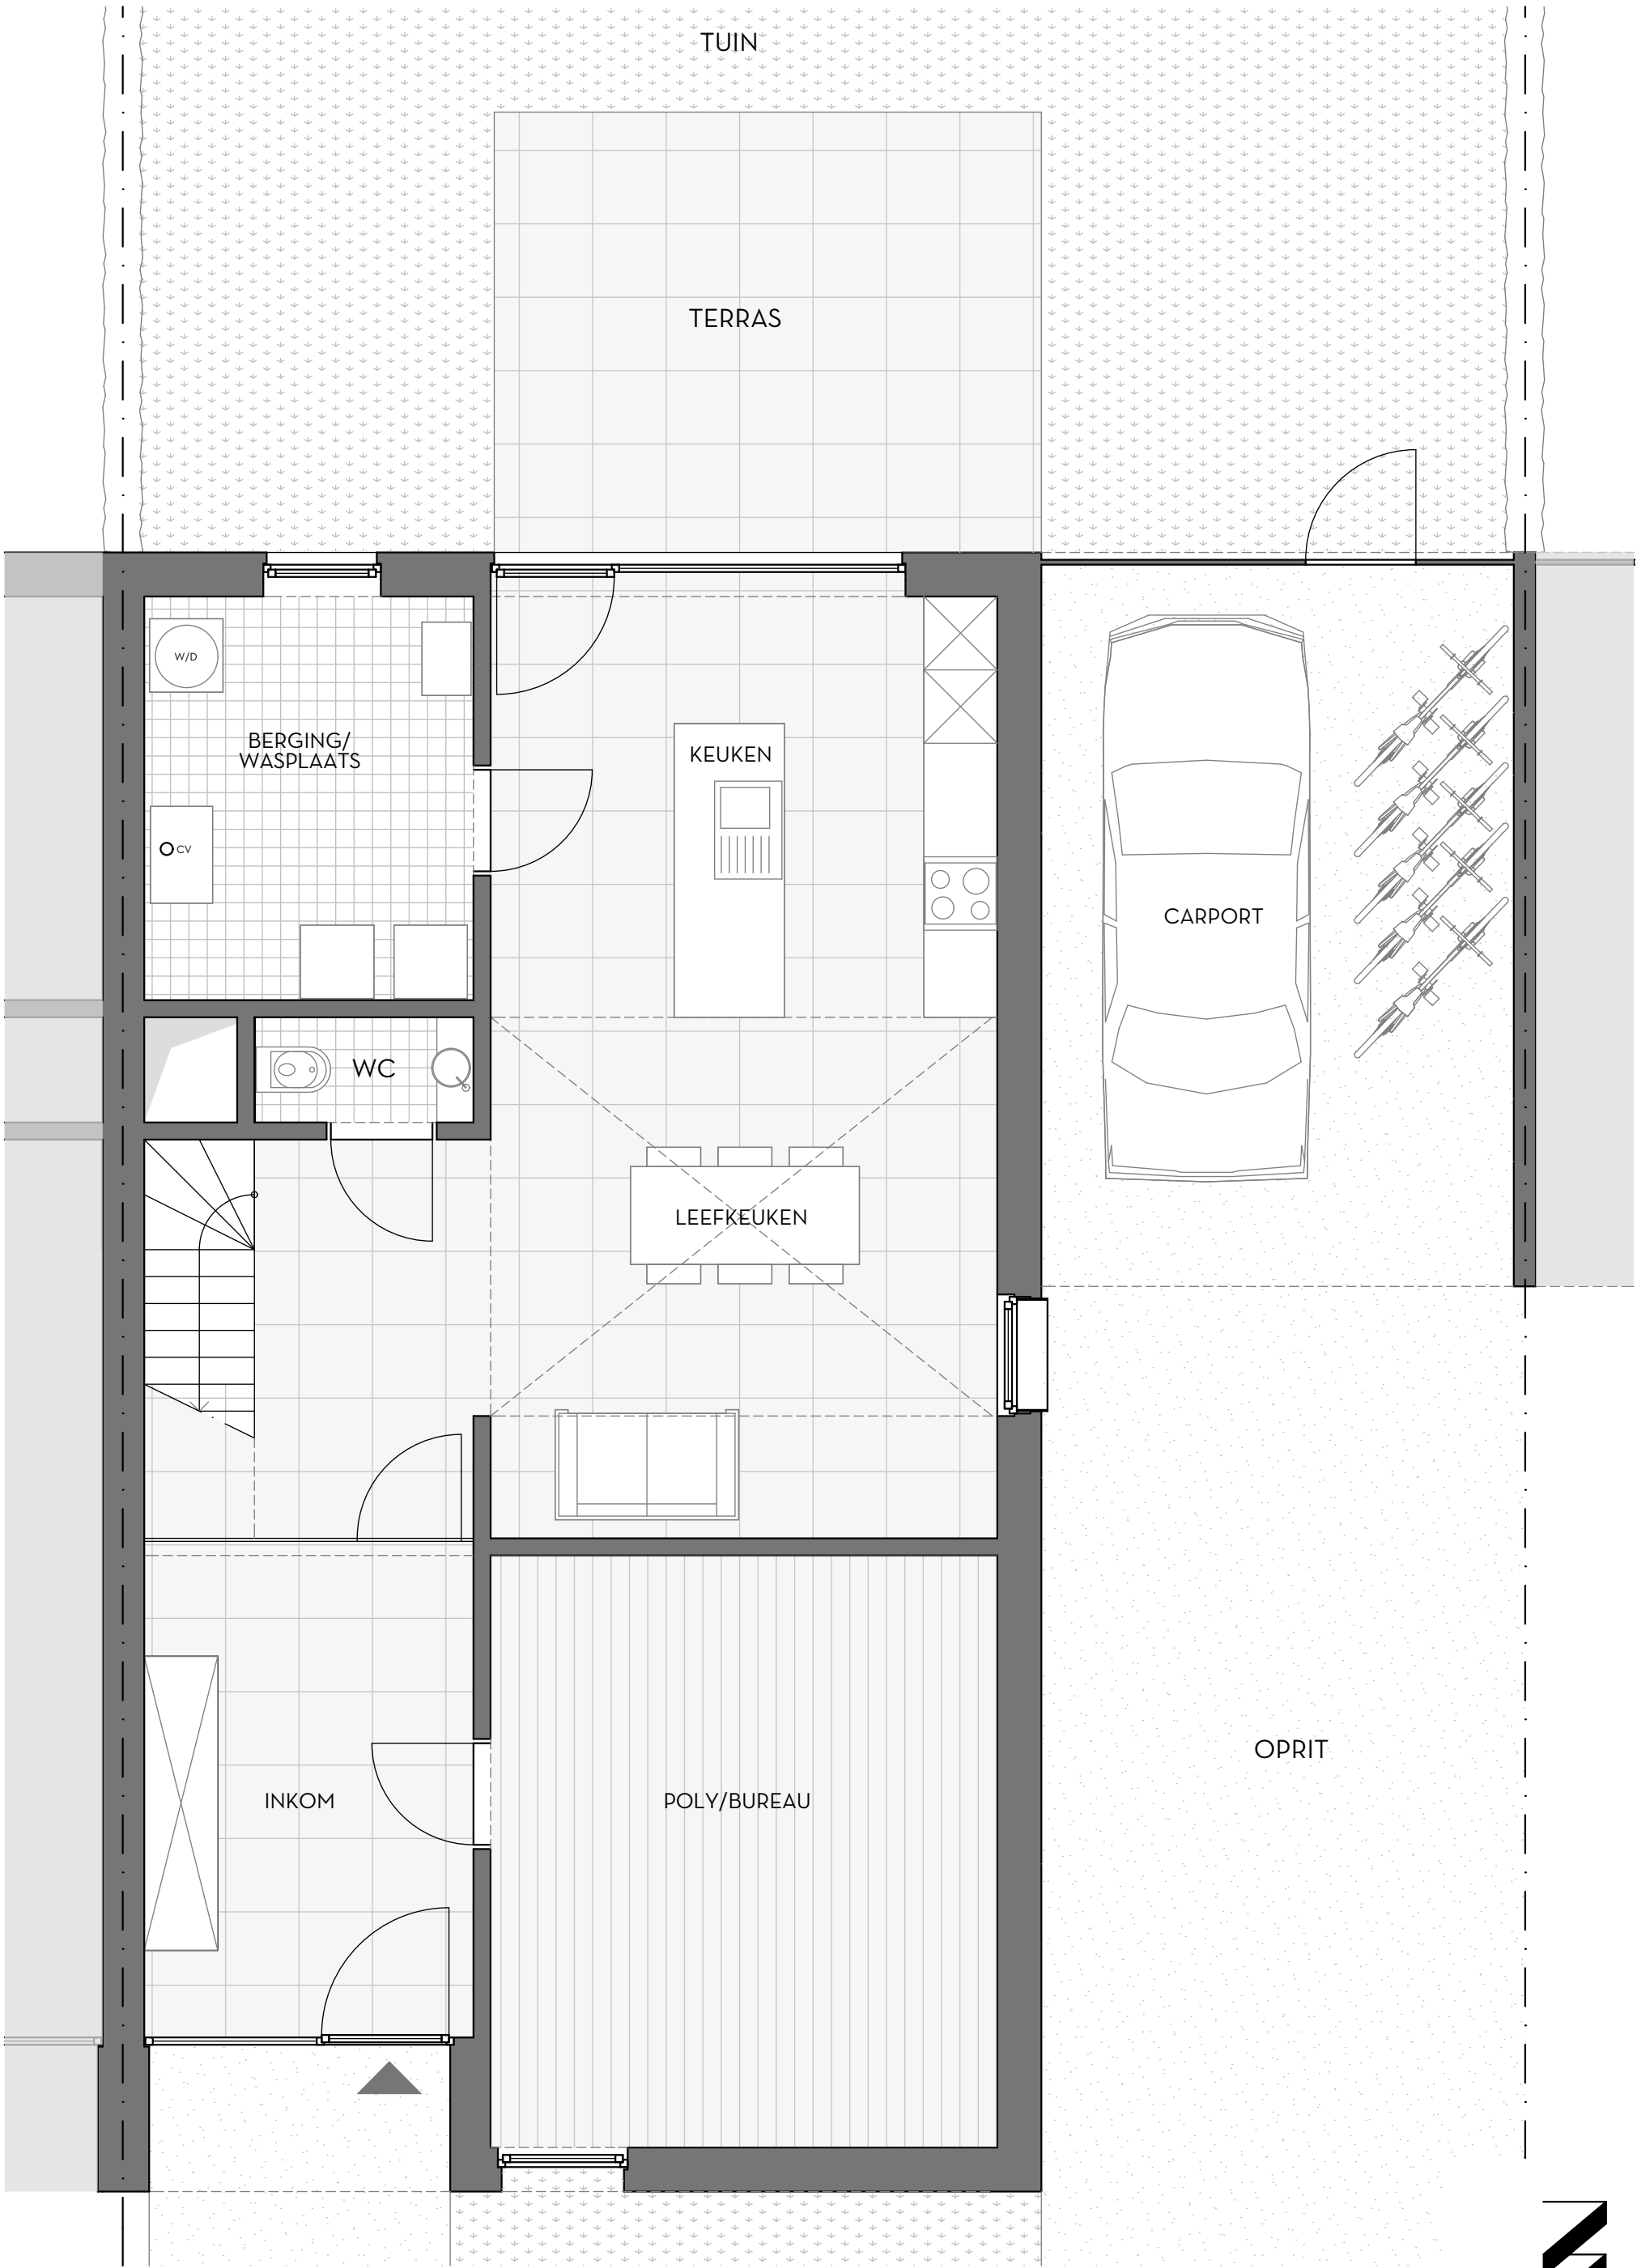 TUIN
TERRAS
W/D
BERGING/
WASPLAATS
KEUKEN
CV
CARPORT
WC
LEEFKEUKEN
OPRIT
INKOM
POLY/BUREAU